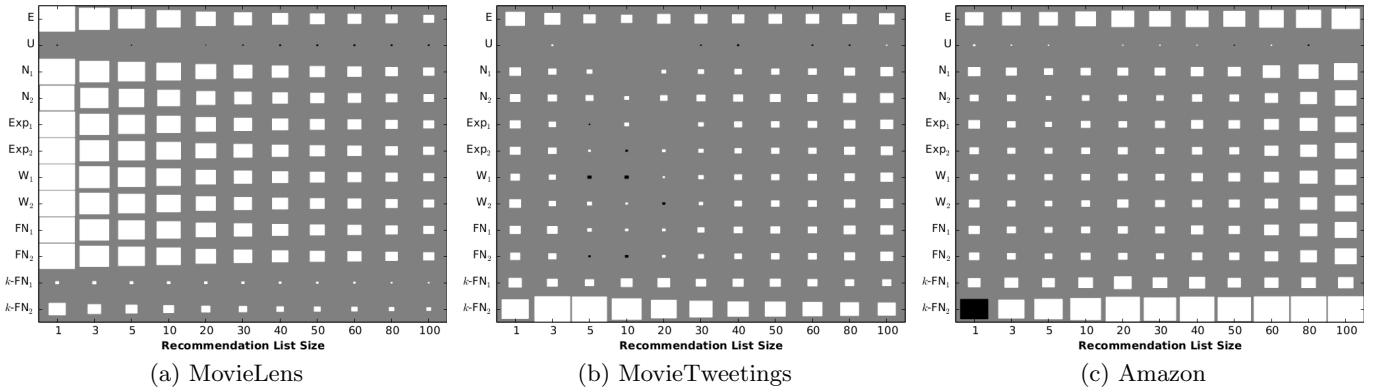 E
U
N₁
N₂
Exp₁
Exp₂
W₁
W₂
FN₁
FN₂
k-FN₁
k-FN₂
1 3 5 10 20 30 40 50 60 80 100
Recommendation List Size
(a) MovieLens
E
U
N₁
N₂
Exp₁
Exp₂
W₁
W₂
FN₁
FN₂
k-FN₁
k-FN₂
1 3 5 10 20 30 40 50 60 80 100
Recommendation List Size
(b) MovieTweetings
E
U
N₁
N₂
Exp₁
Exp₂
W₁
W₂
FN₁
FN₂
k-FN₁
k-FN₂
1 3 5 10 20 30 40 50 60 80 100
Recommendation List Size
(c) Amazon